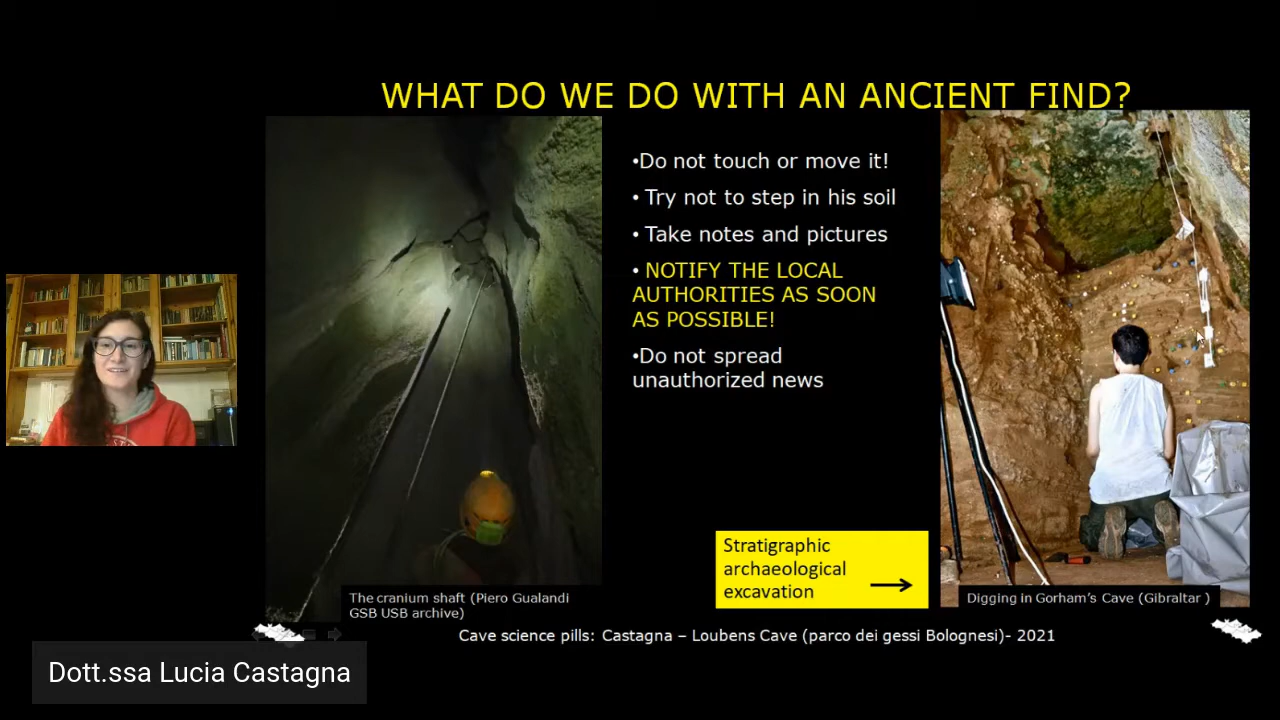 WHAT DO WE DO WITH AN ANCIENT FIND?
•Do not touch or move it!
• Try not to step in his soil
• Take notes and pictures
• NOTIFY THE LOCAL
AUTHORITIES AS SOON
AS POSSIBLE!
•Do not spread
unauthorized news
Stratigraphic
archaeological
excavation
The cranium shaft (Piero Gualandi
GSB USB archive)
Digging in Gorham's Cave (Gibraltar )
Cave science pills: Castagna – Loubens Cave (parco dei gessi Bolognesi)- 2021
Dott.ssa Lucia Castagna